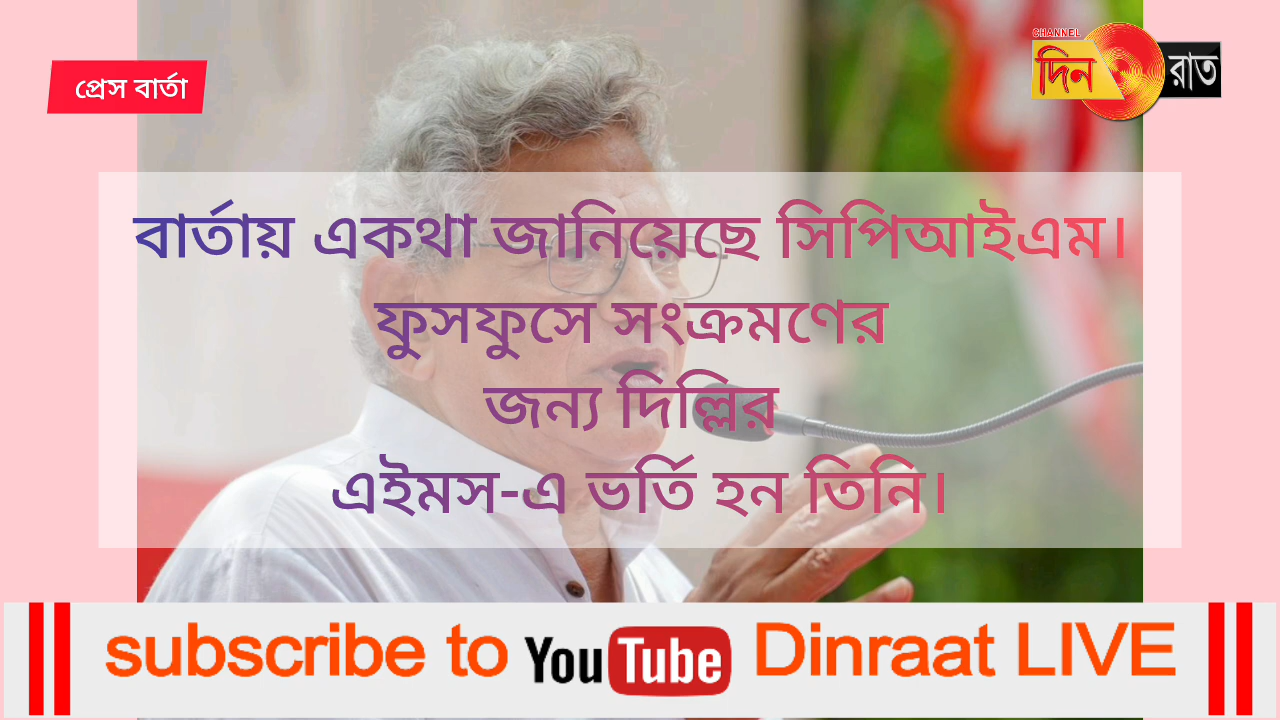 CHANNEL
দিন রাত
প্রেস বার্তা
বার্তায় একথা জানিয়েছে সিপিআইএম।
ফুসফুসে সংক্রমণের
জন্য দিল্লির
এইমস-এ ভর্তি হন তিনি।
subscribe to YouTube Dinraat LIVE